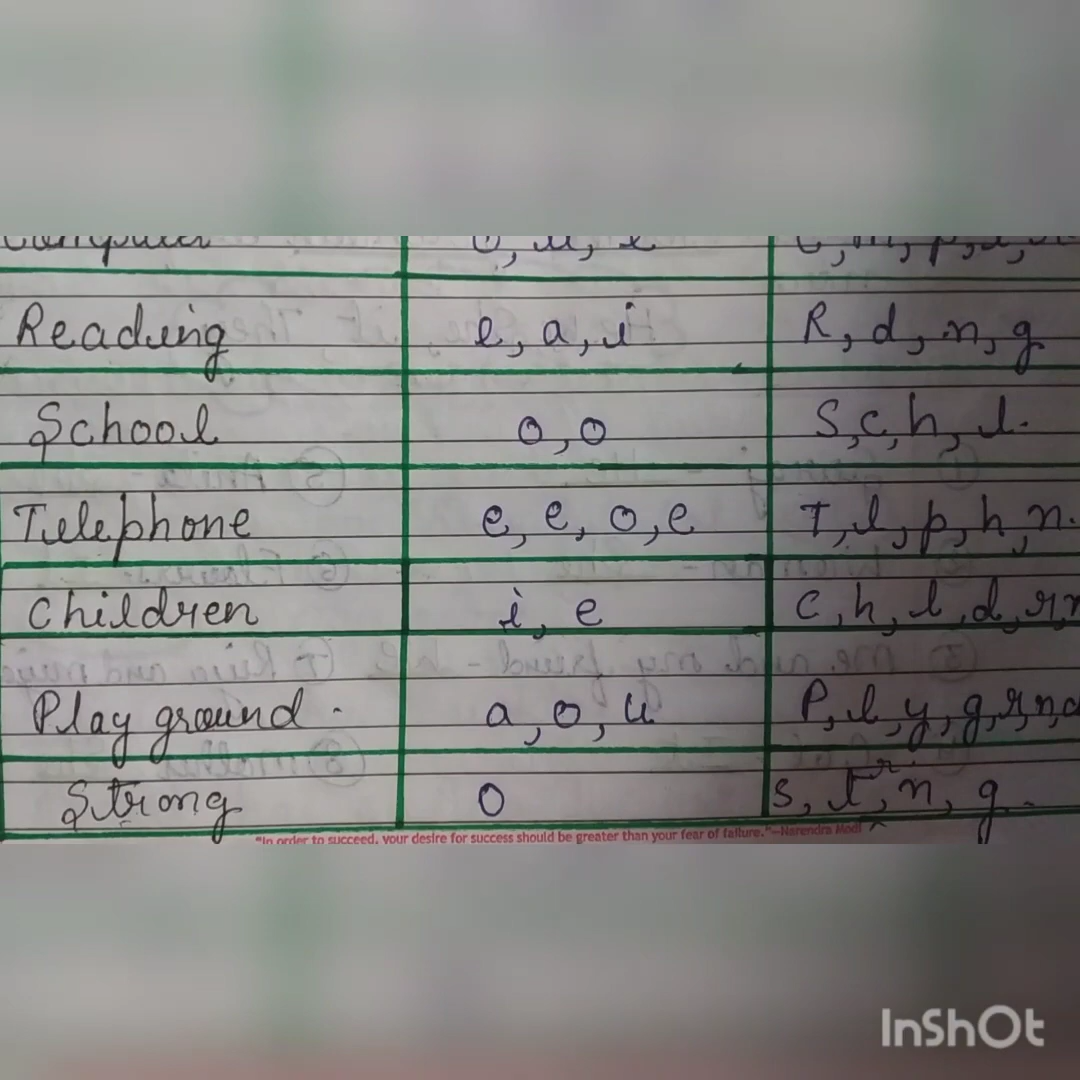 Computer o, u, e C, m, p, t, r
Reading e, a, i R, d, n, g
School o, o S, c, h, l.
Telephone e, e, o, e T, l, p, h, n.
Children i, e C, h, l, d, r, n
Play ground - a, o, u P, l, y, g, r, n, d
Strong o S, t, r, n, g.
"In order to succeed, your desire for success should be greater than your fear of failure."–Narendra Modi
InShOt